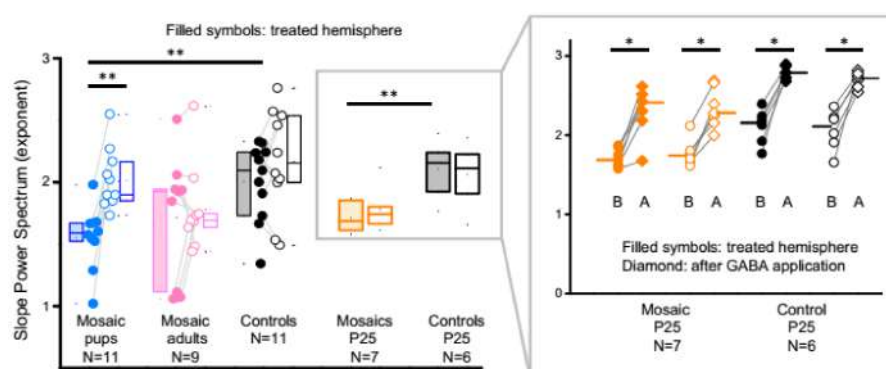 Filled symbols: treated hemisphere
Slope Power Spectrum (exponent)
3
2
1
**
**
**
Mosaic
pups
N=11
Mosaic
adults
N=9
Controls
N=11
Mosaics
P25
N=7
Controls
P25
N=6
3
2
1
0
*
*
*
*
B A B A B A B A
Filled symbols: treated hemisphere
Diamond: after GABA application
Mosaic
P25
N=7
Control
P25
N=6